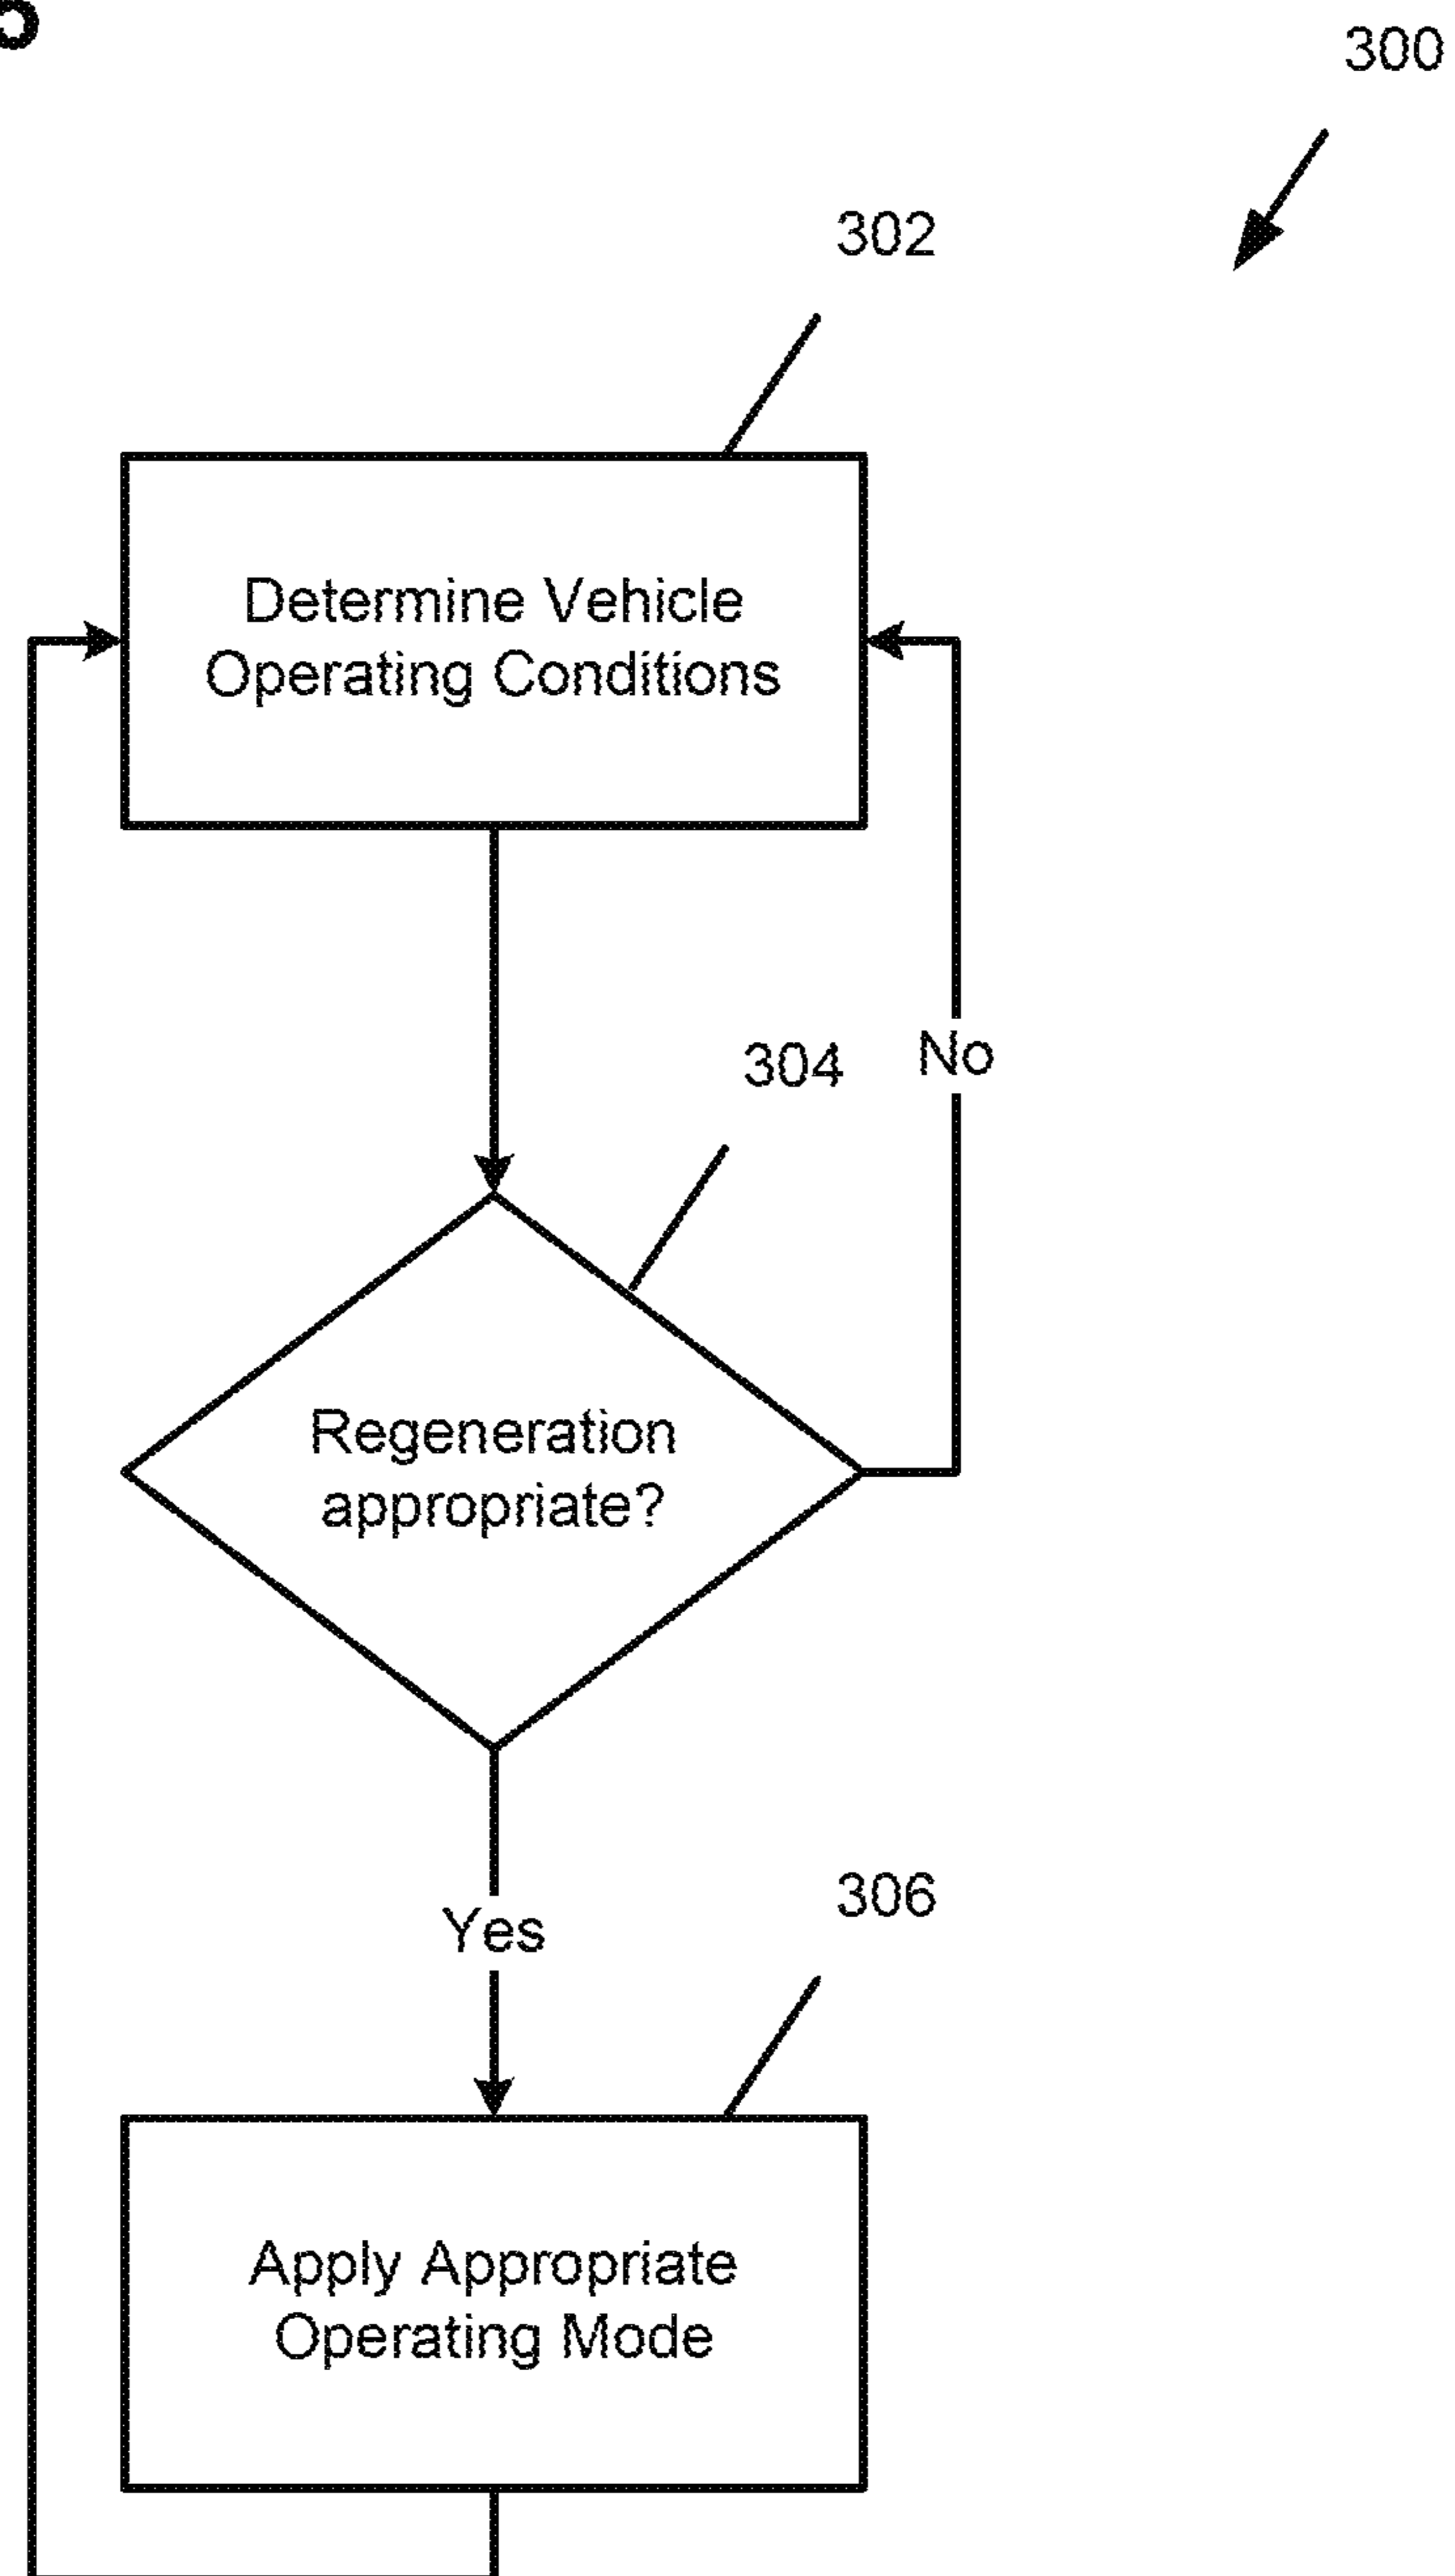 300
302
Determine Vehicle
Operating Conditions
304
No
Regeneration
appropriate?
Yes
306
Apply Appropriate
Operating Mode